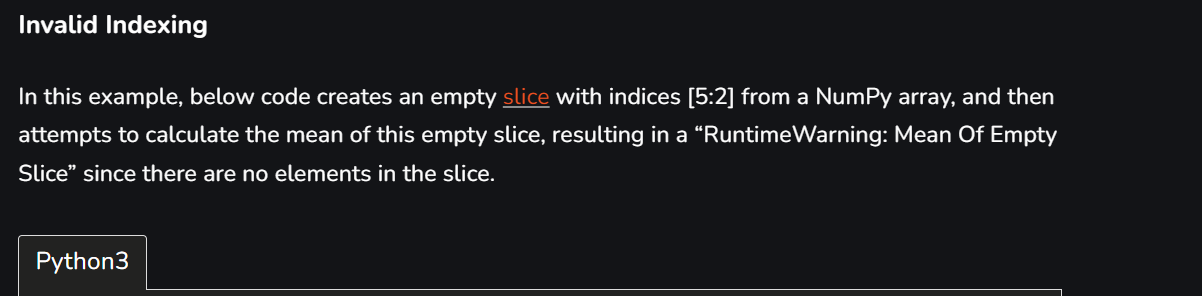 Invalid Indexing
In this example, below code creates an empty slice with indices [5:2] from a NumPy array, and then
attempts to calculate the mean of this empty slice, resulting in a “RuntimeWarning: Mean Of Empty
Slice” since there are no elements in the slice.
Python3